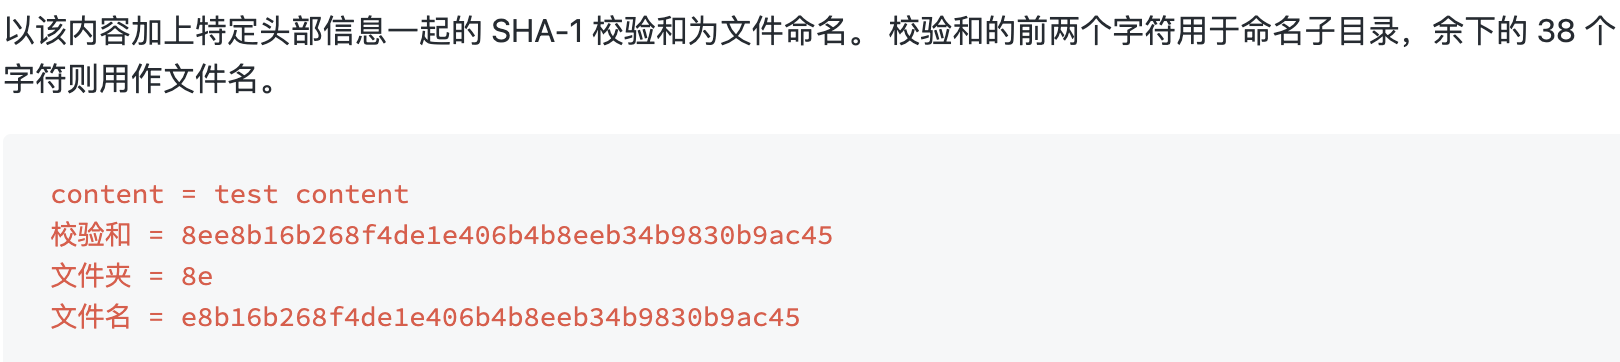 以该内容加上特定头部信息一起的 SHA-1 校验和为文件命名。 校验和的前两个字符用于命名子目录，余下的 38 个
字符则用作文件名。
content = test content
校验和 = 8ee8b16b268f4de1e406b4b8eeb34b9830b9ac45
文件夹 = 8e
文件名 = e8b16b268f4de1e406b4b8eeb34b9830b9ac45